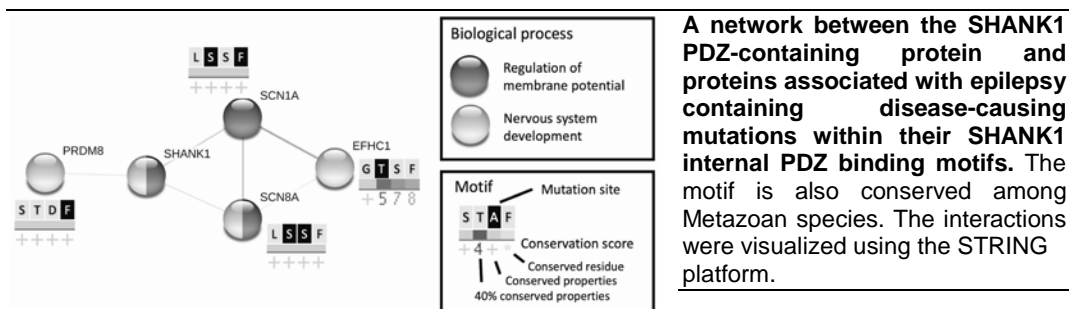 L S S F
+ + + +
SCN1A
PRDM8
SHANK1
EFHC1
G T S F
+ 5 7 8
S T D F
+ + + +
SCN8A
L S S F
+ + + +
Biological process
Regulation of
membrane potential
Nervous system
development
Motif
Mutation site
S T A F
+ 4 + *
Conservation score
Conserved residue
Conserved properties
40% conserved properties
A network between the SHANK1
PDZ-containing protein and
proteins associated with epilepsy
containing disease-causing
mutations within their SHANK1
internal PDZ binding motifs. The
motif is also conserved among
Metazoan species. The interactions
were visualized using the STRING
platform.